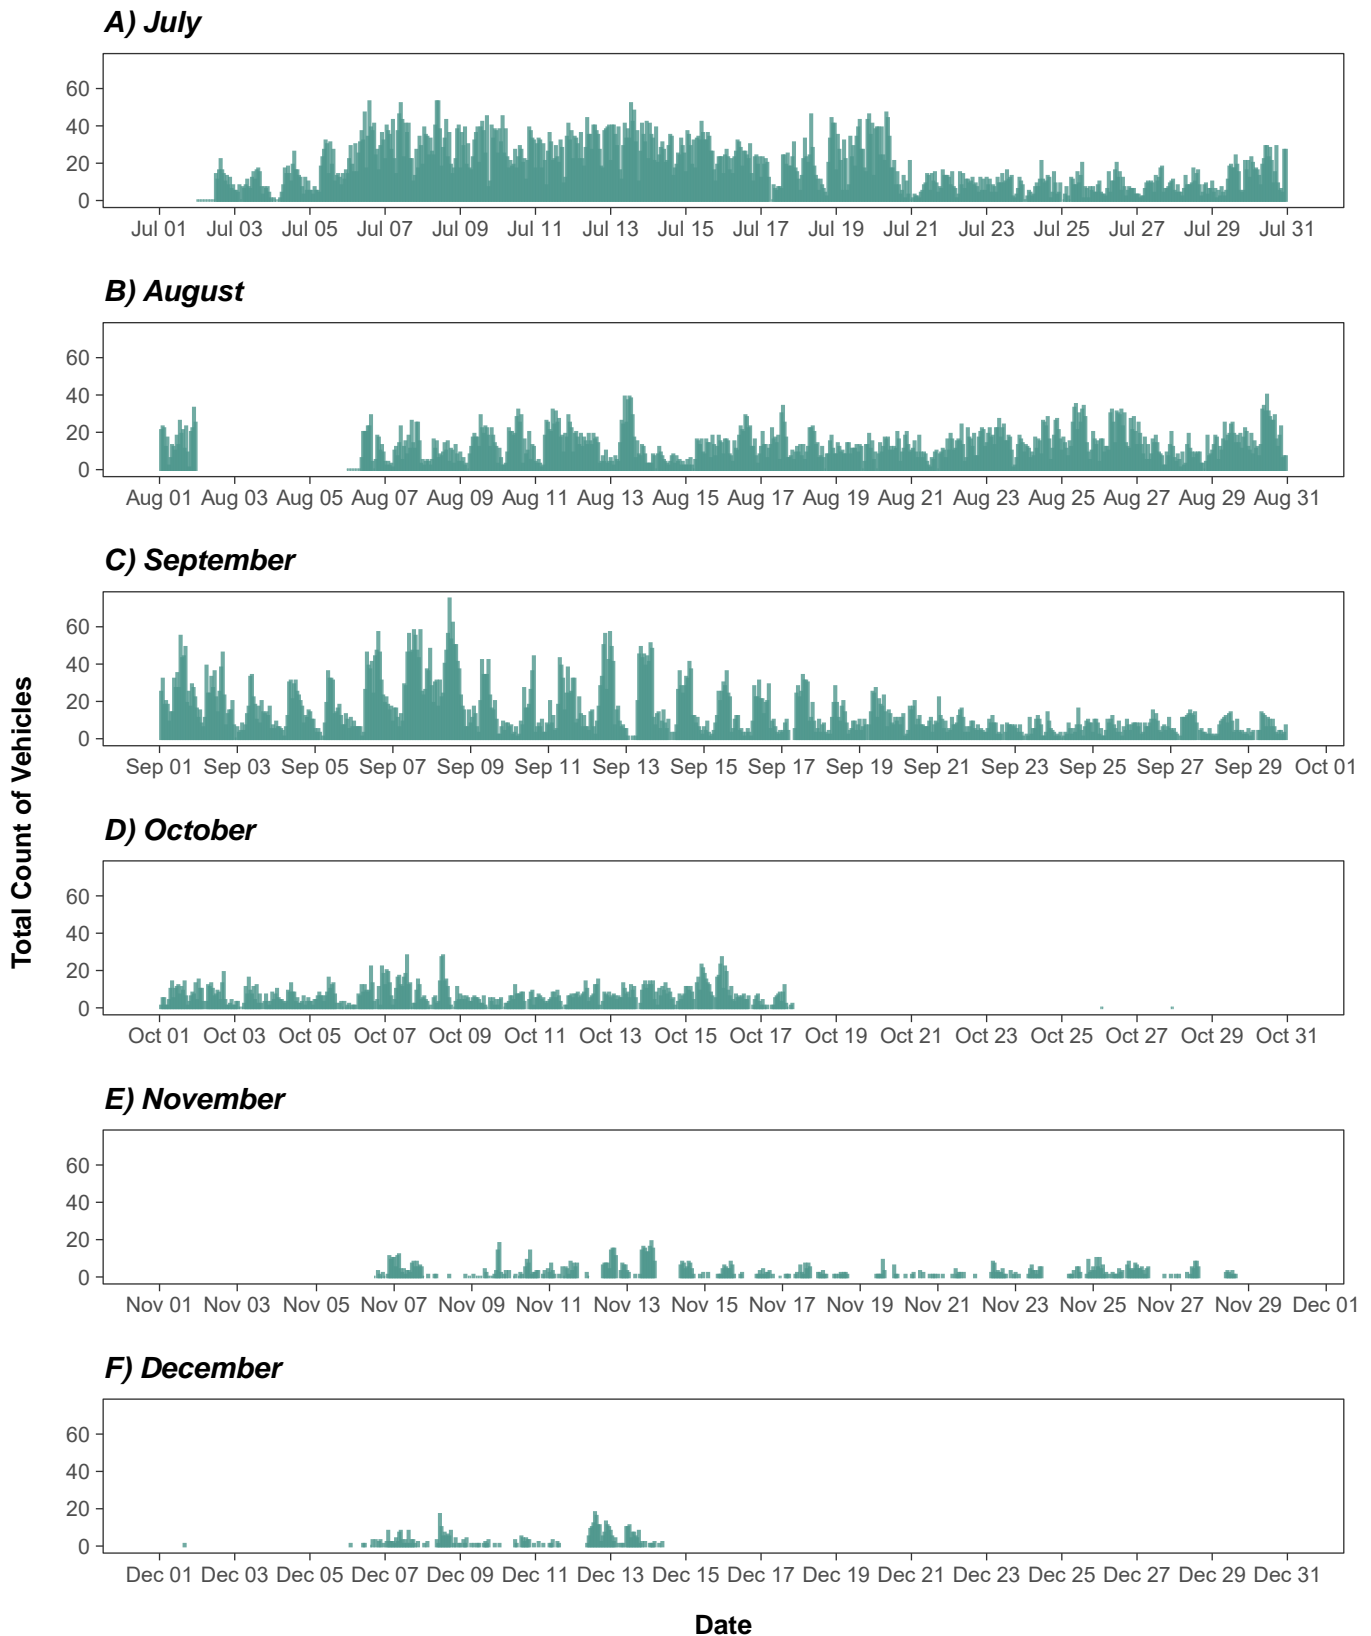 A) July
60
40
20
0
Jul 01 Jul 03 Jul 05 Jul 07 Jul 09 Jul 11 Jul 13 Jul 15 Jul 17 Jul 19 Jul 21 Jul 23 Jul 25 Jul 27 Jul 29 Jul 31
B) August
60
40
20
0
Aug 01 Aug 03 Aug 05 Aug 07 Aug 09 Aug 11 Aug 13 Aug 15 Aug 17 Aug 19 Aug 21 Aug 23 Aug 25 Aug 27 Aug 29 Aug 31
C) September
60
40
20
0
Sep 01 Sep 03 Sep 05 Sep 07 Sep 09 Sep 11 Sep 13 Sep 15 Sep 17 Sep 19 Sep 21 Sep 23 Sep 25 Sep 27 Sep 29 Oct 01
Total Count of Vehicles
D) October
60
40
20
0
Oct 01 Oct 03 Oct 05 Oct 07 Oct 09 Oct 11 Oct 13 Oct 15 Oct 17 Oct 19 Oct 21 Oct 23 Oct 25 Oct 27 Oct 29 Oct 31
E) November
60
40
20
0
Nov 01 Nov 03 Nov 05 Nov 07 Nov 09 Nov 11 Nov 13 Nov 15 Nov 17 Nov 19 Nov 21 Nov 23 Nov 25 Nov 27 Nov 29 Dec 01
F) December
60
40
20
0
Dec 01 Dec 03 Dec 05 Dec 07 Dec 09 Dec 11 Dec 13 Dec 15 Dec 17 Dec 19 Dec 21 Dec 23 Dec 25 Dec 27 Dec 29 Dec 31
Date